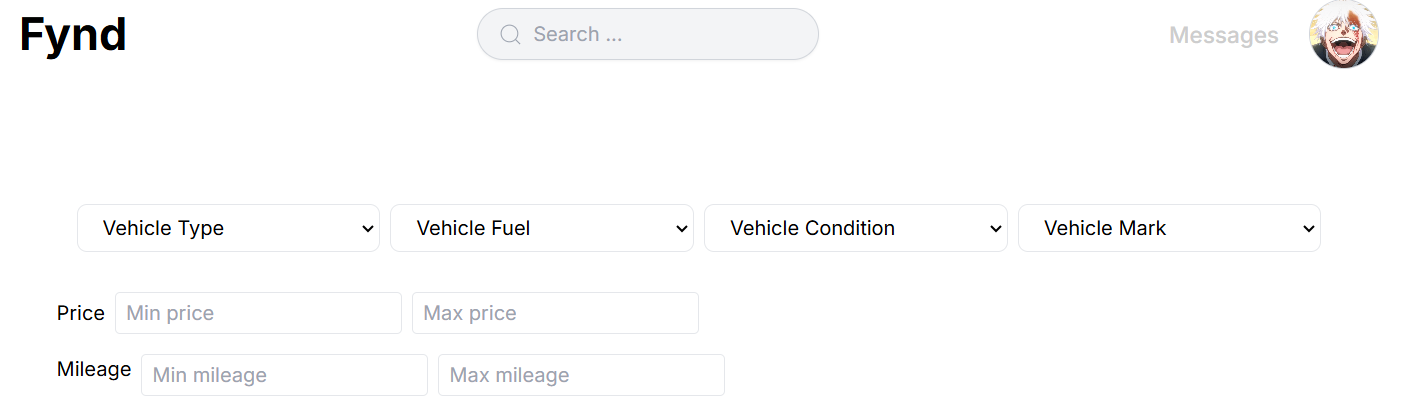 Fynd Search ... Messages
Vehicle Type Vehicle Fuel Vehicle Condition Vehicle Mark
Price Min price Max price
Mileage Min mileage Max mileage